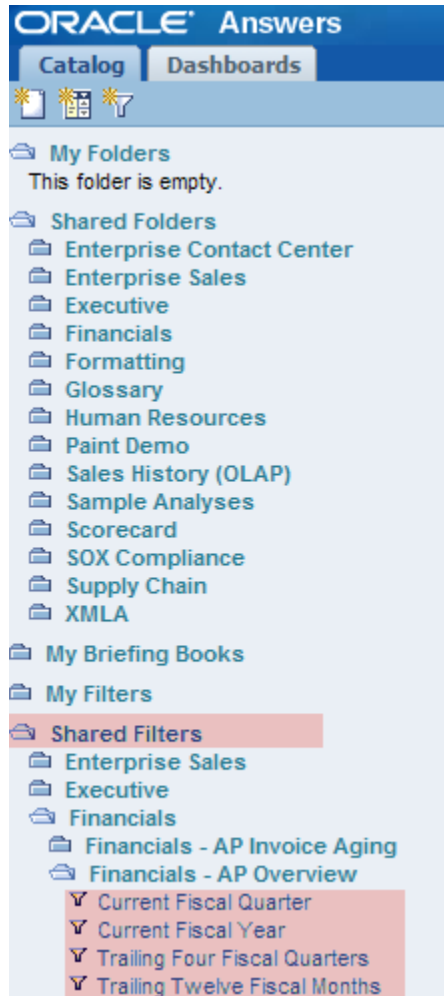 ORACLE Answers
Catalog Dashboards
My Folders
This folder is empty.
Shared Folders
Enterprise Contact Center
Enterprise Sales
Executive
Financials
Formatting
Glossary
Human Resources
Paint Demo
Sales History (OLAP)
Sample Analyses
Scorecard
SOX Compliance
Supply Chain
XMLA
My Briefing Books
My Filters
Shared Filters
Enterprise Sales
Executive
Financials
Financials - AP Invoice Aging
Financials - AP Overview
Current Fiscal Quarter
Current Fiscal Year
Trailing Four Fiscal Quarters
Trailing Twelve Fiscal Months